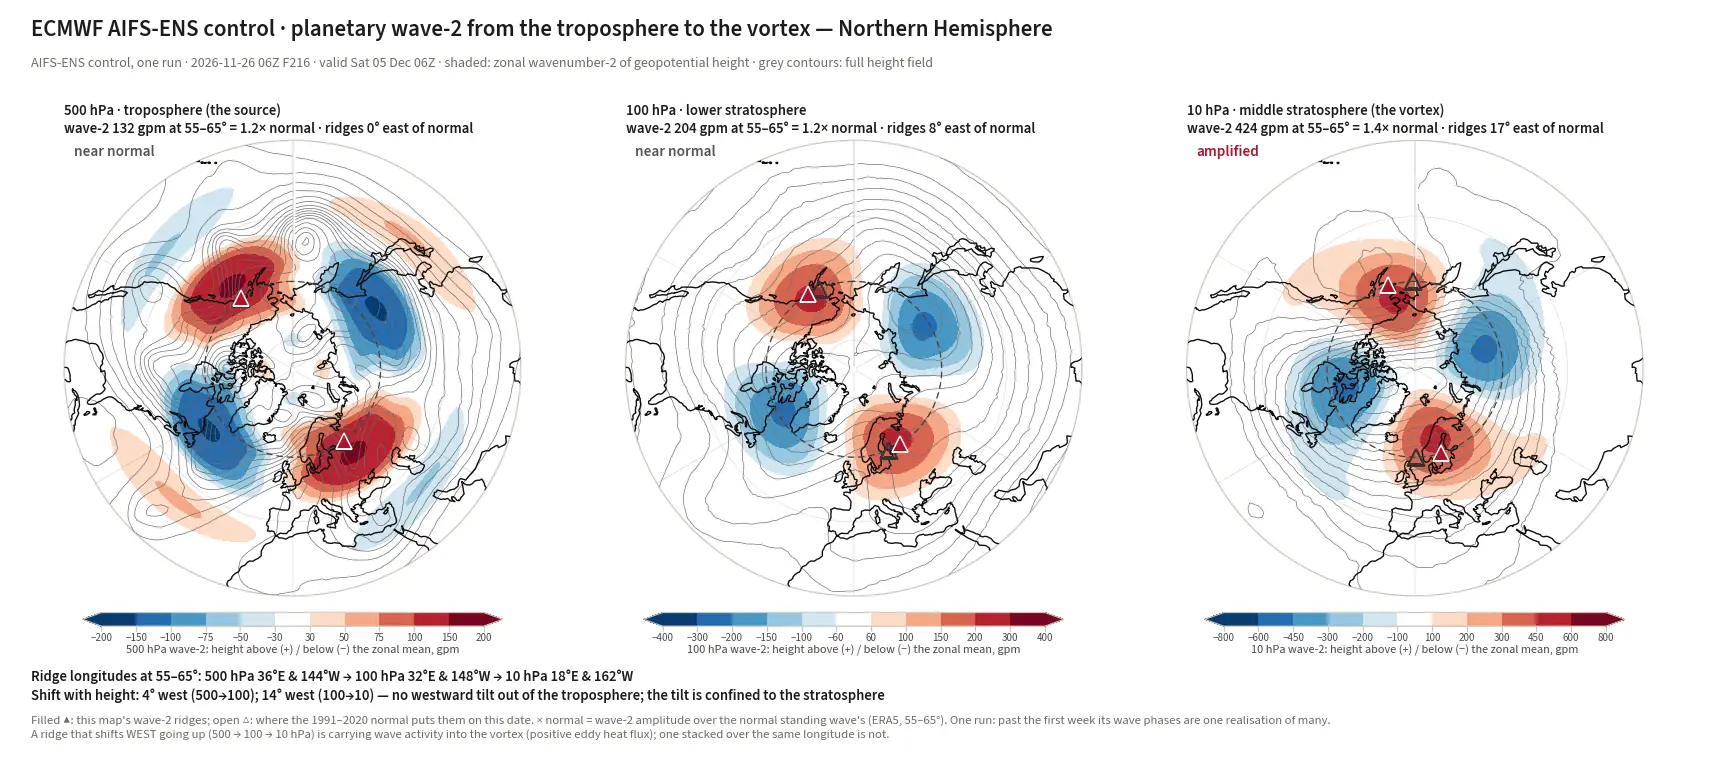 ECMWF AIFS-ENS control · planetary wave-2 from the troposphere to the vortex — Northern Hemisphere
AIFS-ENS control, one run · 2026-11-26 06Z F216 · valid Sat 05 Dec 06Z · shaded: zonal wavenumber-2 of geopotential height · grey contours: full height field
500 hPa · troposphere (the source)
wave-2 132 gpm at 55–65° = 1.2× normal · ridges 0° east of normal
near normal
100 hPa · lower stratosphere
wave-2 204 gpm at 55–65° = 1.2× normal · ridges 8° east of normal
near normal
10 hPa · middle stratosphere (the vortex)
wave-2 424 gpm at 55–65° = 1.4× normal · ridges 17° east of normal
amplified
−200 −150 −100 −75 −50 −30 30 50 75 100 150 200
500 hPa wave-2: height above (+) / below (−) the zonal mean, gpm
−400 −300 −200 −150 −100 −60 60 100 150 200 300 400
100 hPa wave-2: height above (+) / below (−) the zonal mean, gpm
−800 −600 −450 −300 −200 −100 100 200 300 450 600 800
10 hPa wave-2: height above (+) / below (−) the zonal mean, gpm
Ridge longitudes at 55–65°: 500 hPa 36°E & 144°W → 100 hPa 32°E & 148°W → 10 hPa 18°E & 162°W
Shift with height: 4° west (500→100); 14° west (100→10) — no westward tilt out of the troposphere; the tilt is confined to the stratosphere
Filled ▲: this map's wave-2 ridges; open △: where the 1991–2020 normal puts them on this date. × normal = wave-2 amplitude over the normal standing wave's (ERA5, 55–65°). One run: past the first week its wave phases are one realisation of many.
A ridge that shifts WEST going up (500 → 100 → 10 hPa) is carrying wave activity into the vortex (positive eddy heat flux); one stacked over the same longitude is not.